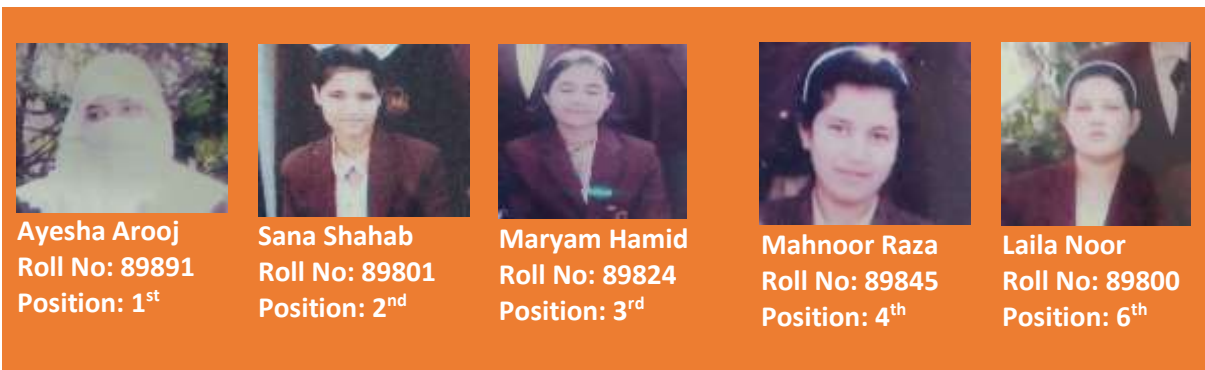 Ayesha Arooj
Roll No: 89891
Position: 1st
Sana Shahab
Roll No: 89801
Position: 2nd
Maryam Hamid
Roll No: 89824
Position: 3rd
Mahnoor Raza
Roll No: 89845
Position: 4th
Laila Noor
Roll No: 89800
Position: 6th